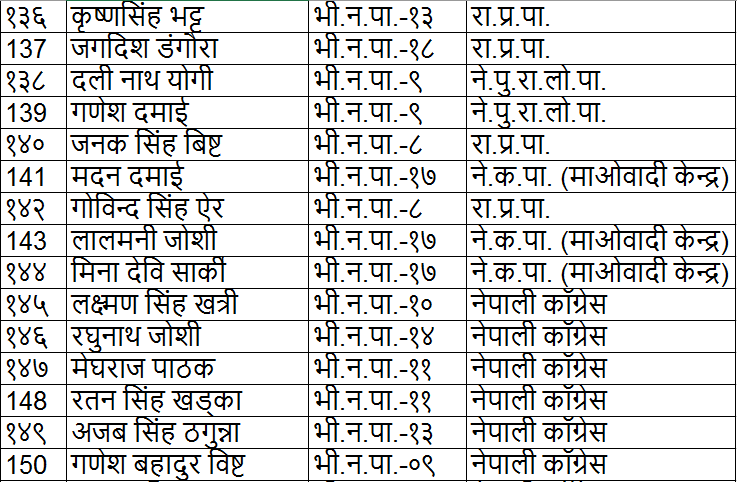 १३६ कृष्णसिंह भट्ट भी.न.पा.-१३ रा.प्र.पा.
137 जगदिश डंगौरा भी.न.पा.-१८ रा.प्र.पा.
१३८ दली नाथ योगी भी.न.पा.-९ ने.पु.रा.लो.पा.
139 गणेश दमाई भी.न.पा.-९ ने.पु.रा.लो.पा.
१४० जनक सिंह बिष्ट भी.न.पा.-८ रा.प्र.पा.
141 मदन दमाई भी.न.पा.-१७ ने.क.पा. (माओवादी केन्द्र)
१४२ गोविन्द सिंह ऐर भी.न.पा.-८ रा.प्र.पा.
143 लालमनी जोशी भी.न.पा.-१७ ने.क.पा. (माओवादी केन्द्र)
१४४ मिना देवि सार्की भी.न.पा.-१७ ने.क.पा. (माओवादी केन्द्र)
१४५ लक्ष्मण सिंह खत्री भी.न.पा.-१० नेपाली कॉग्रेस
१४६ रघुनाथ जोशी भी.न.पा.-१४ नेपाली कॉग्रेस
१४७ मेघराज पाठक भी.न.पा.-११ नेपाली कॉग्रेस
148 रतन सिंह खड्का भी.न.पा.-११ नेपाली कॉग्रेस
१४९ अजब सिंह ठगुन्ना भी.न.पा.-१३ नेपाली कॉग्रेस
150 गणेश बहादुर विष्ट भी.न.पा.-०९ नेपाली कॉग्रेस